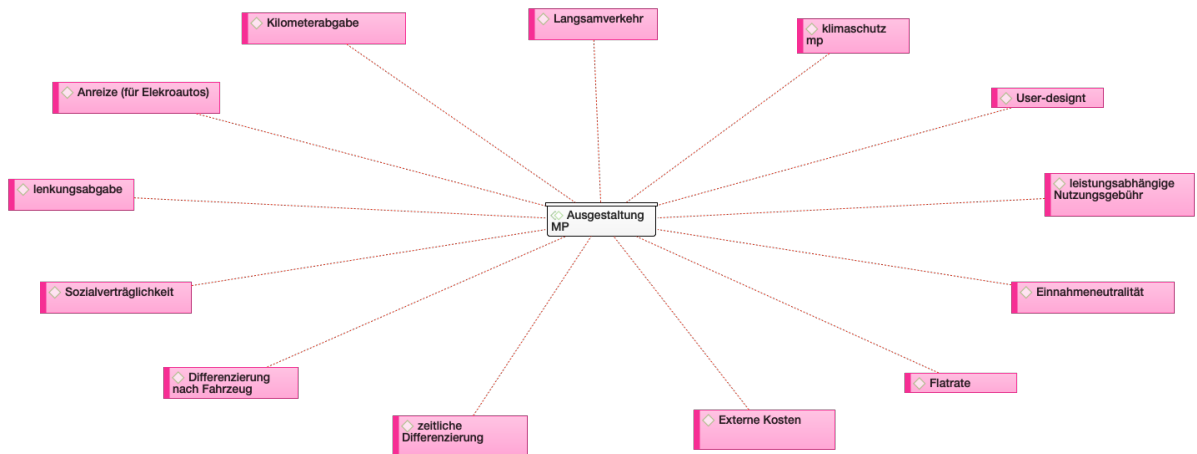 Kilometerabgabe
Langsamverkehr
klimaschutz
mp
Anreize (für Elekroautos)
User-designt
lenkungsabgabe
leistungsabhängige
Nutzungsgebühr
Ausgestaltung
MP
Sozialverträglichkeit
Einnahmeneutralität
Differenzierung
nach Fahrzeug
Flatrate
zeitliche
Differenzierung
Externe Kosten